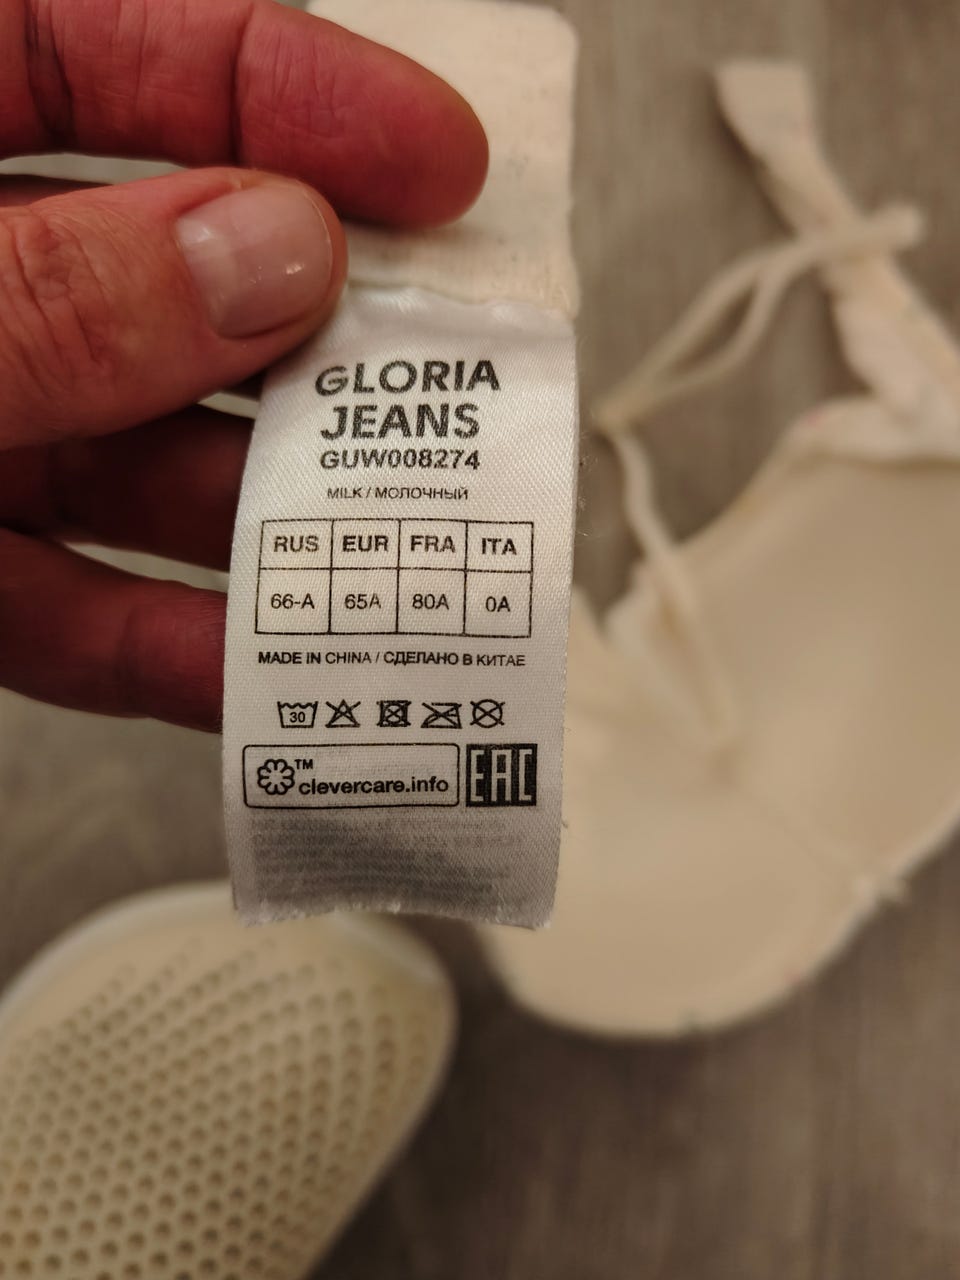 GLORIA
JEANS
GUW008274
MILK / МОЛОЧНЫЙ
RUS EUR FRA ITA
66-A 65A 80A 0A
MADE IN CHINA / СДЕЛАНО В КИТАЕ
30
TM
clevercare.info EAC